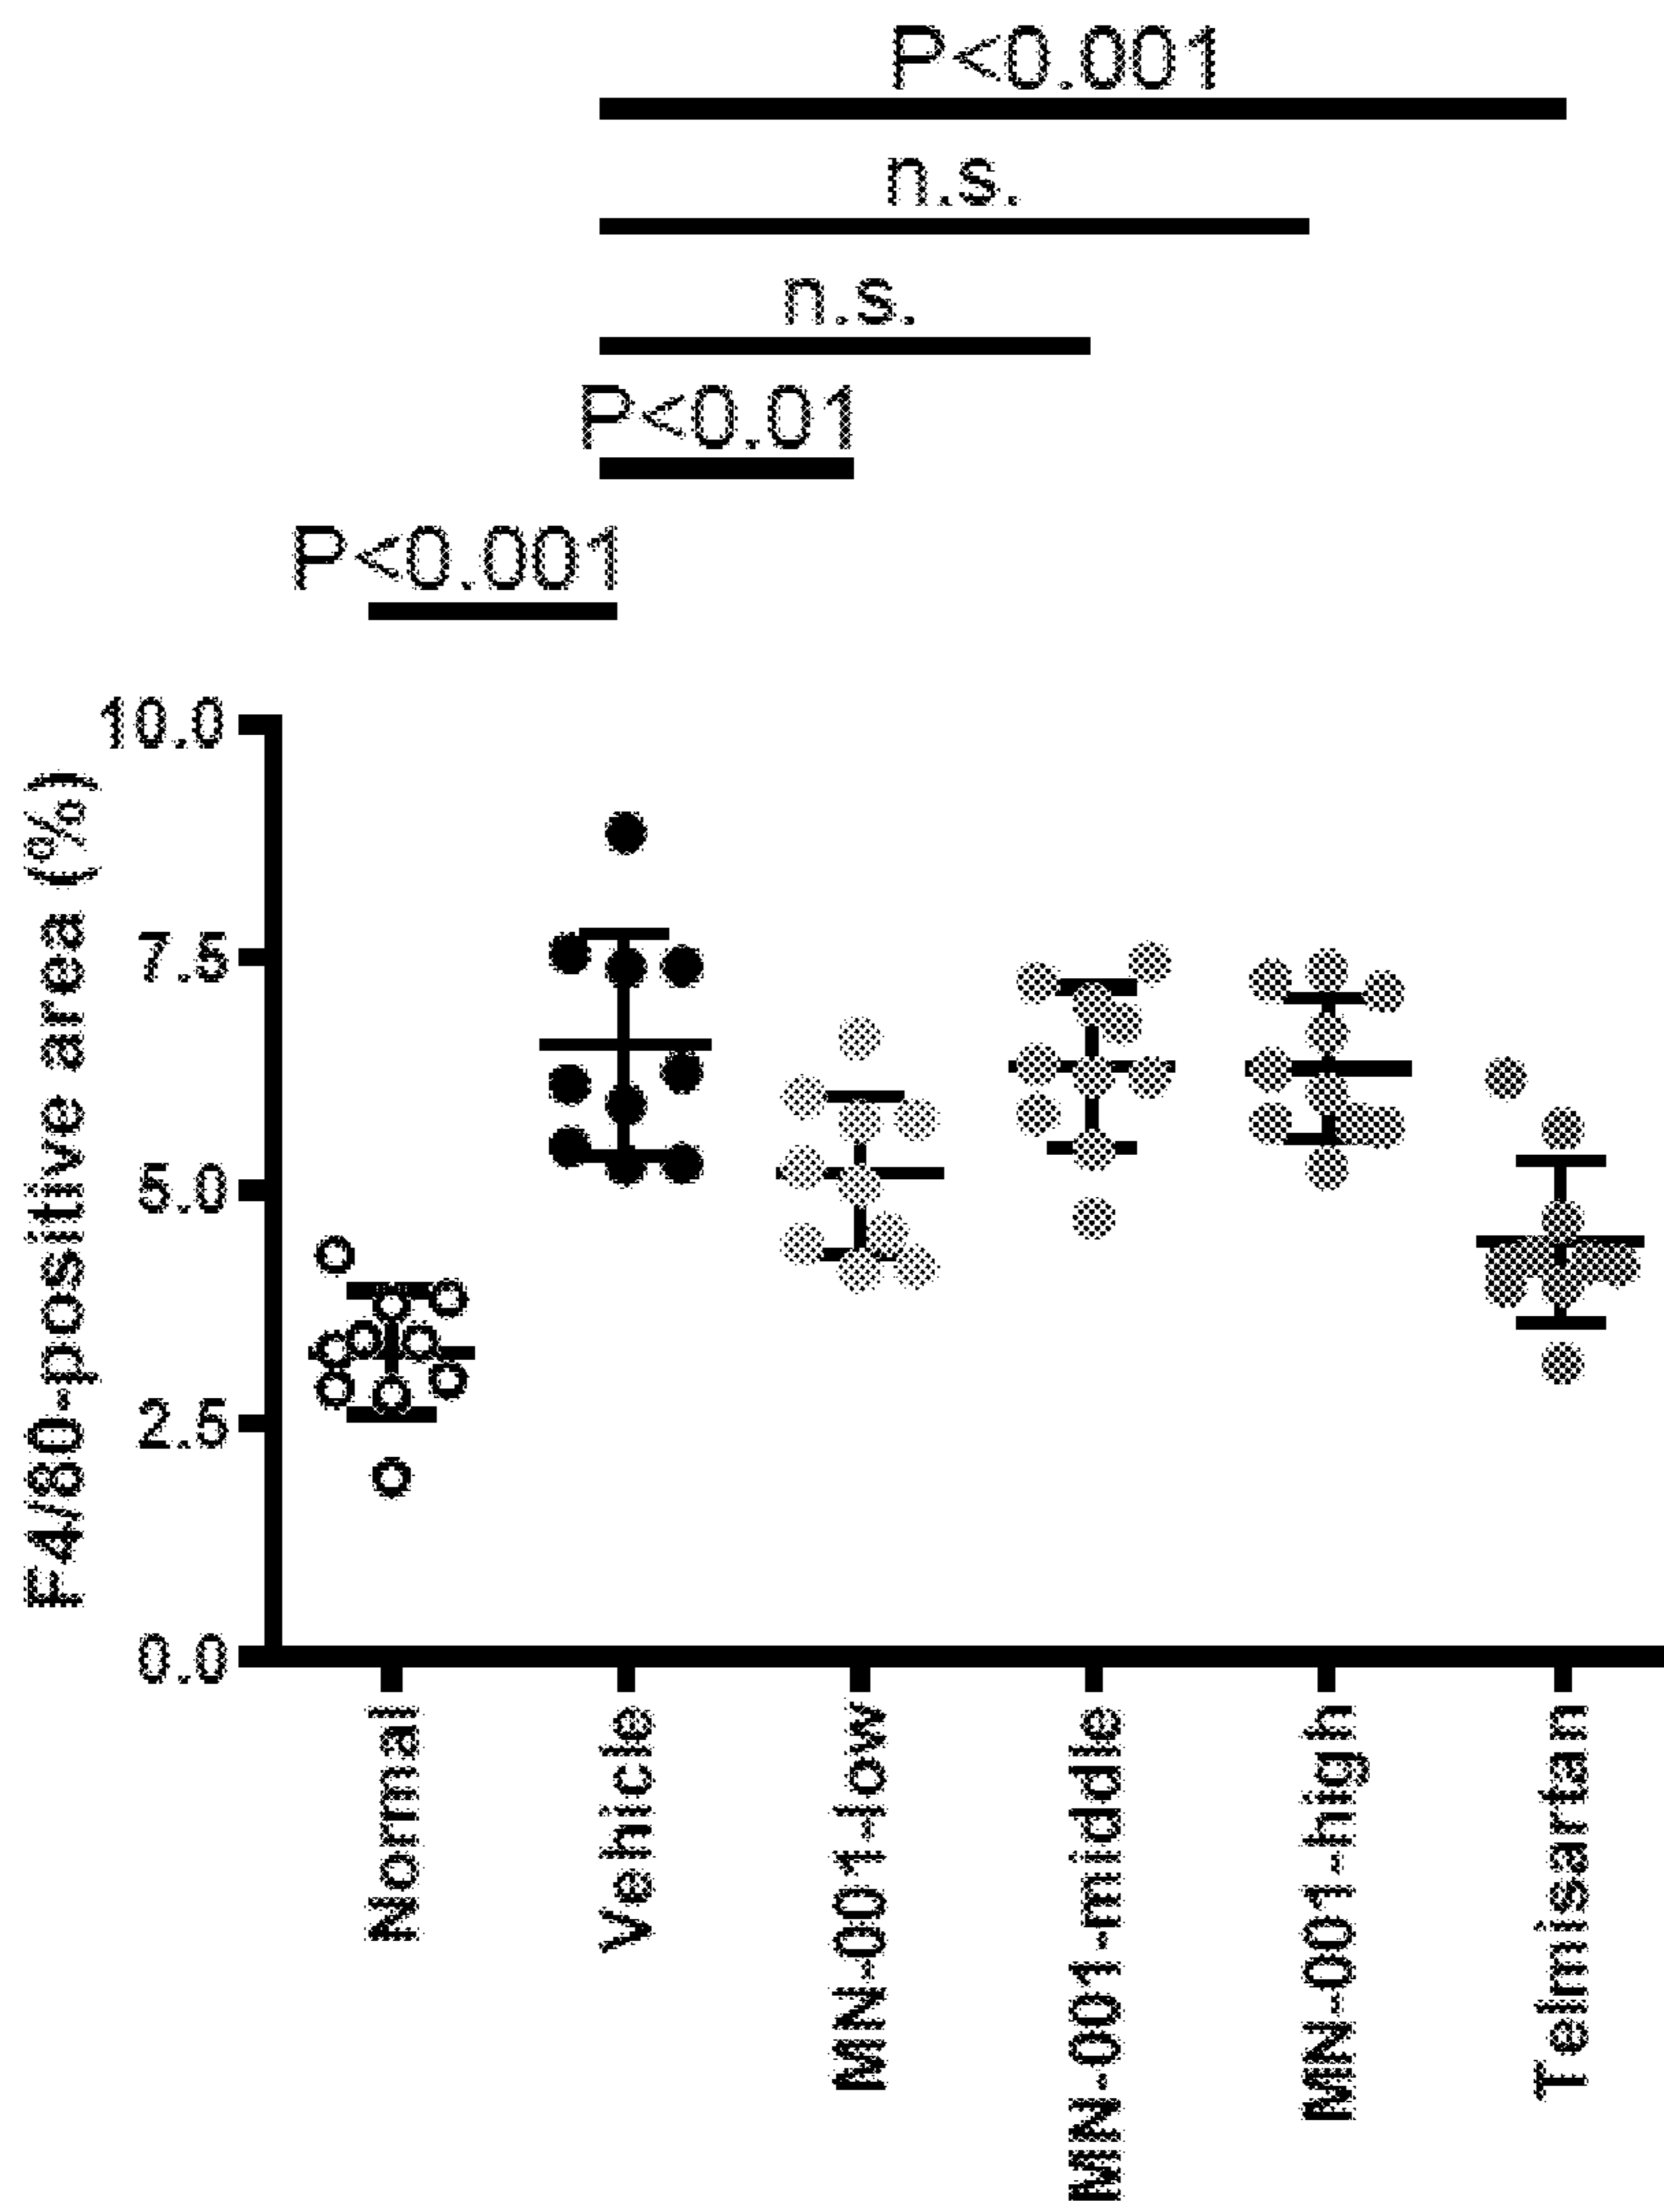 P<0.001
n.s.
n.s.
P<0.01
P<0.001
F4/80-positive area (%)
10.0
7.5
5.0
2.5
0.0
Normal
Vehicle
MN-001-low
MN-001-middle
MN-001-high
Telmisartan